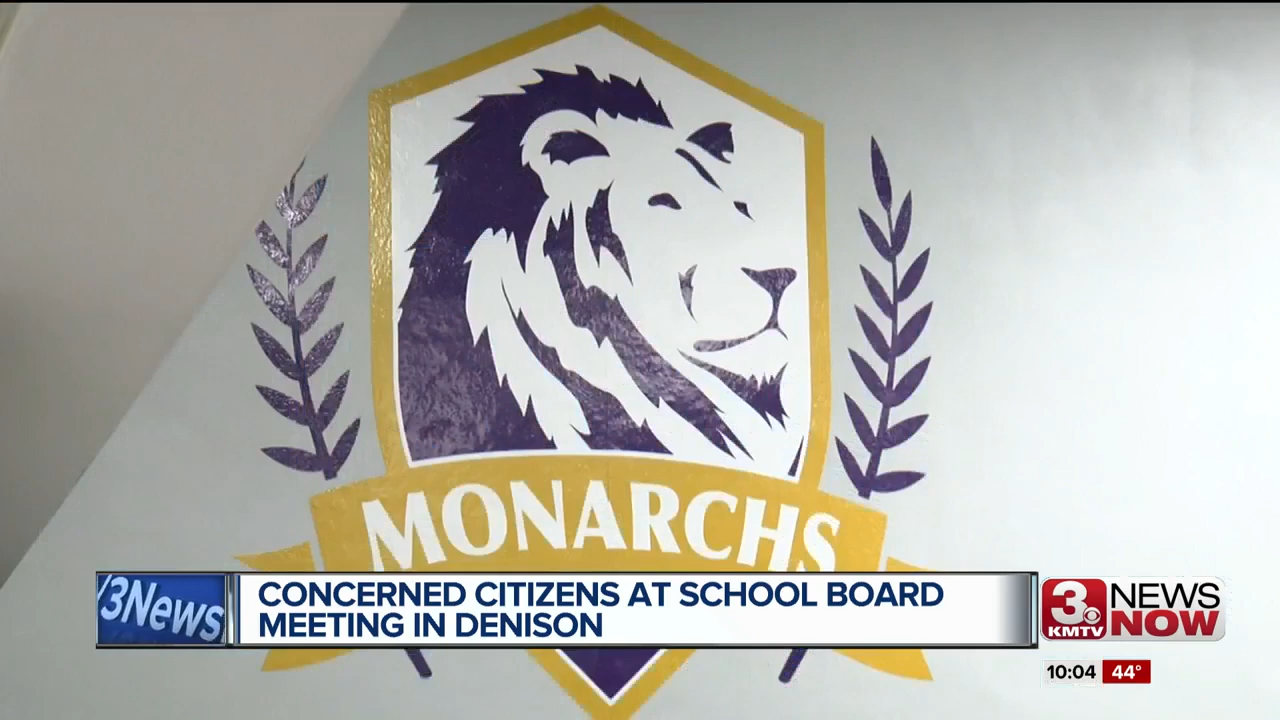 MONARCHS
3News
CONCERNED CITIZENS AT SCHOOL BOARD
MEETING IN DENISON
3
KMTV
NEWS
NOW
10:04 44°